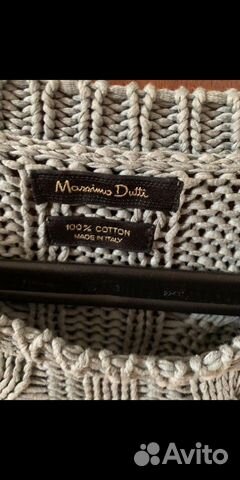 Massimo Dutti
100% COTTON
MADE IN ITALY
Avito